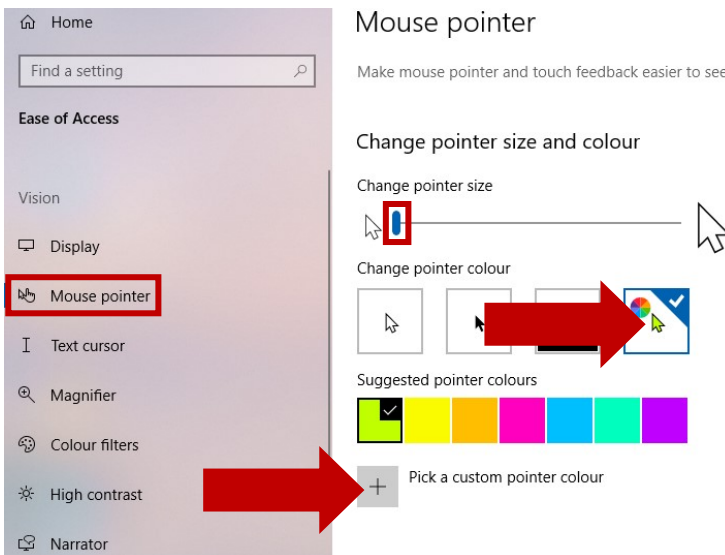 Home
Find a setting
Ease of Access
Vision
Display
Mouse pointer
Text cursor
Magnifier
Colour filters
High contrast
Narrator
Mouse pointer
Make mouse pointer and touch feedback easier to see
Change pointer size and colour
Change pointer size
Change pointer colour
Suggested pointer colours
Pick a custom pointer colour